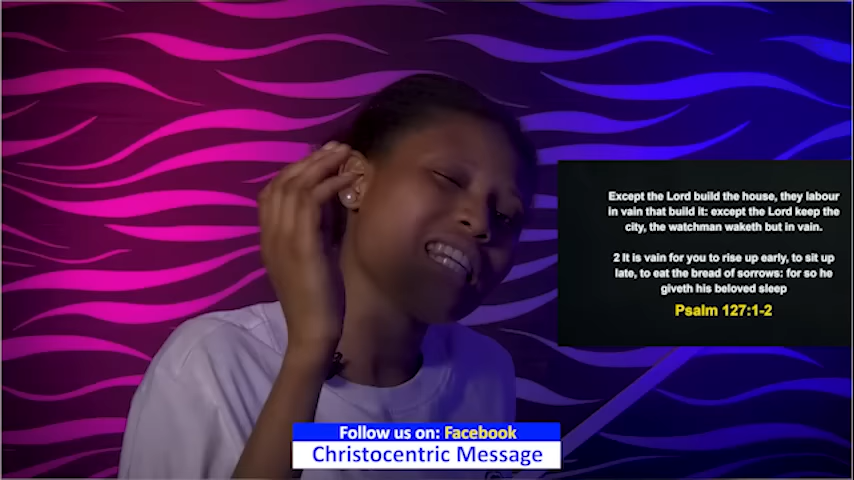 Except the Lord build the house, they labour
in vain that build it: except the Lord keep the
city, the watchman waketh but in vain.
2 It is vain for you to rise up early, to sit up
late, to eat the bread of sorrows: for so he
giveth his beloved sleep
Psalm 127:1-2
Follow us on: Facebook
Christocentric Message